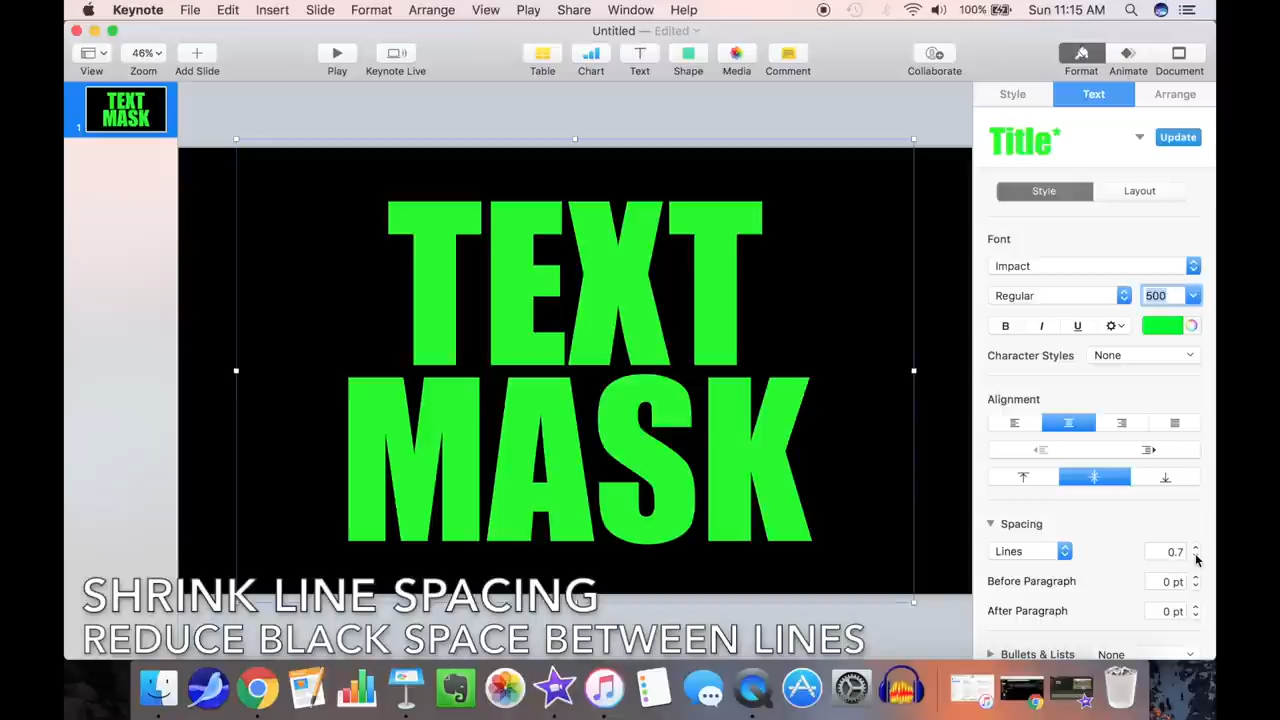 Keynote File Edit Insert Slide Format Arrange View Play Share Window Help 100% Sun 11:15 AM
Untitled — Edited
46%
View Zoom Add Slide Play Keynote Live Table Chart Text Shape Media Comment Collaborate Format Animate Document
Style Text Arrange
1
TEXT
MASK
Title* Update
Style Layout
Font
Impact
Regular 500
B I U
Character Styles None
Alignment
Spacing
Lines 0.7
Before Paragraph 0 pt
After Paragraph 0 pt
Bullets & Lists None
TEXT
MASK
SHRINK LINE SPACING
REDUCE BLACK SPACE BETWEEN LINES